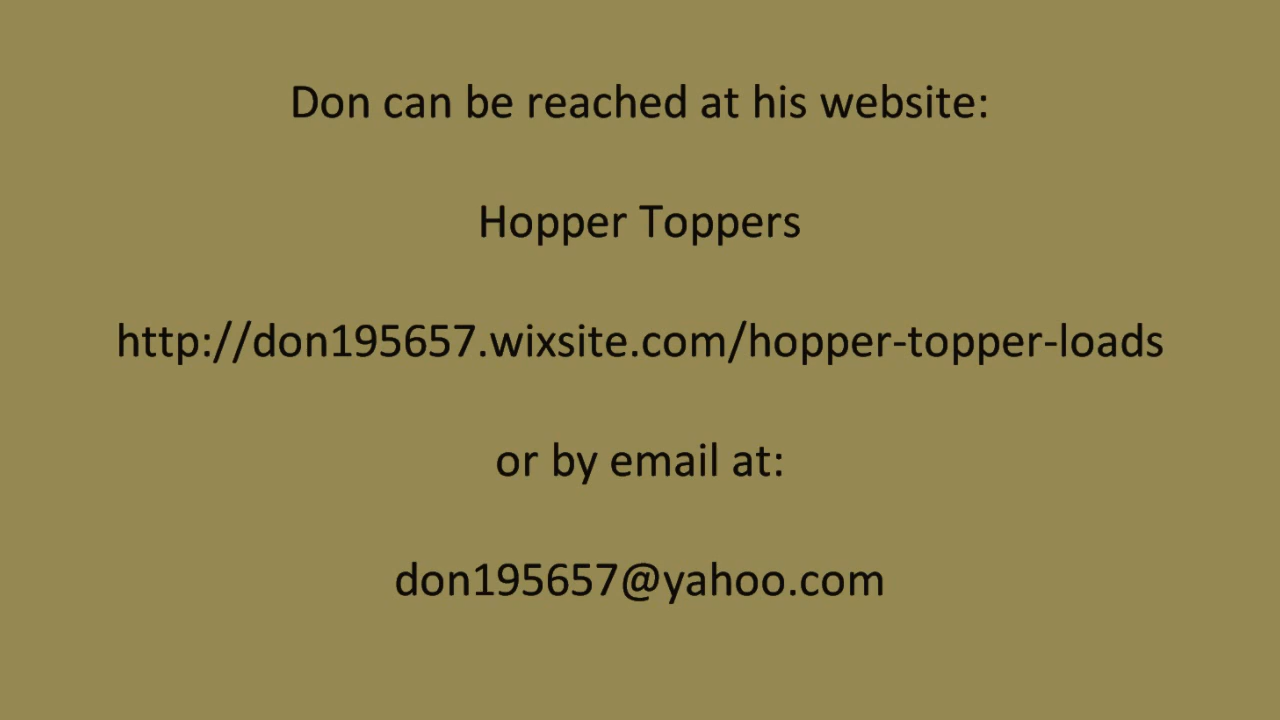 Don can be reached at his website:
Hopper Toppers
http://don195657.wixsite.com/hopper-topper-loads
or by email at:
don195657@yahoo.com